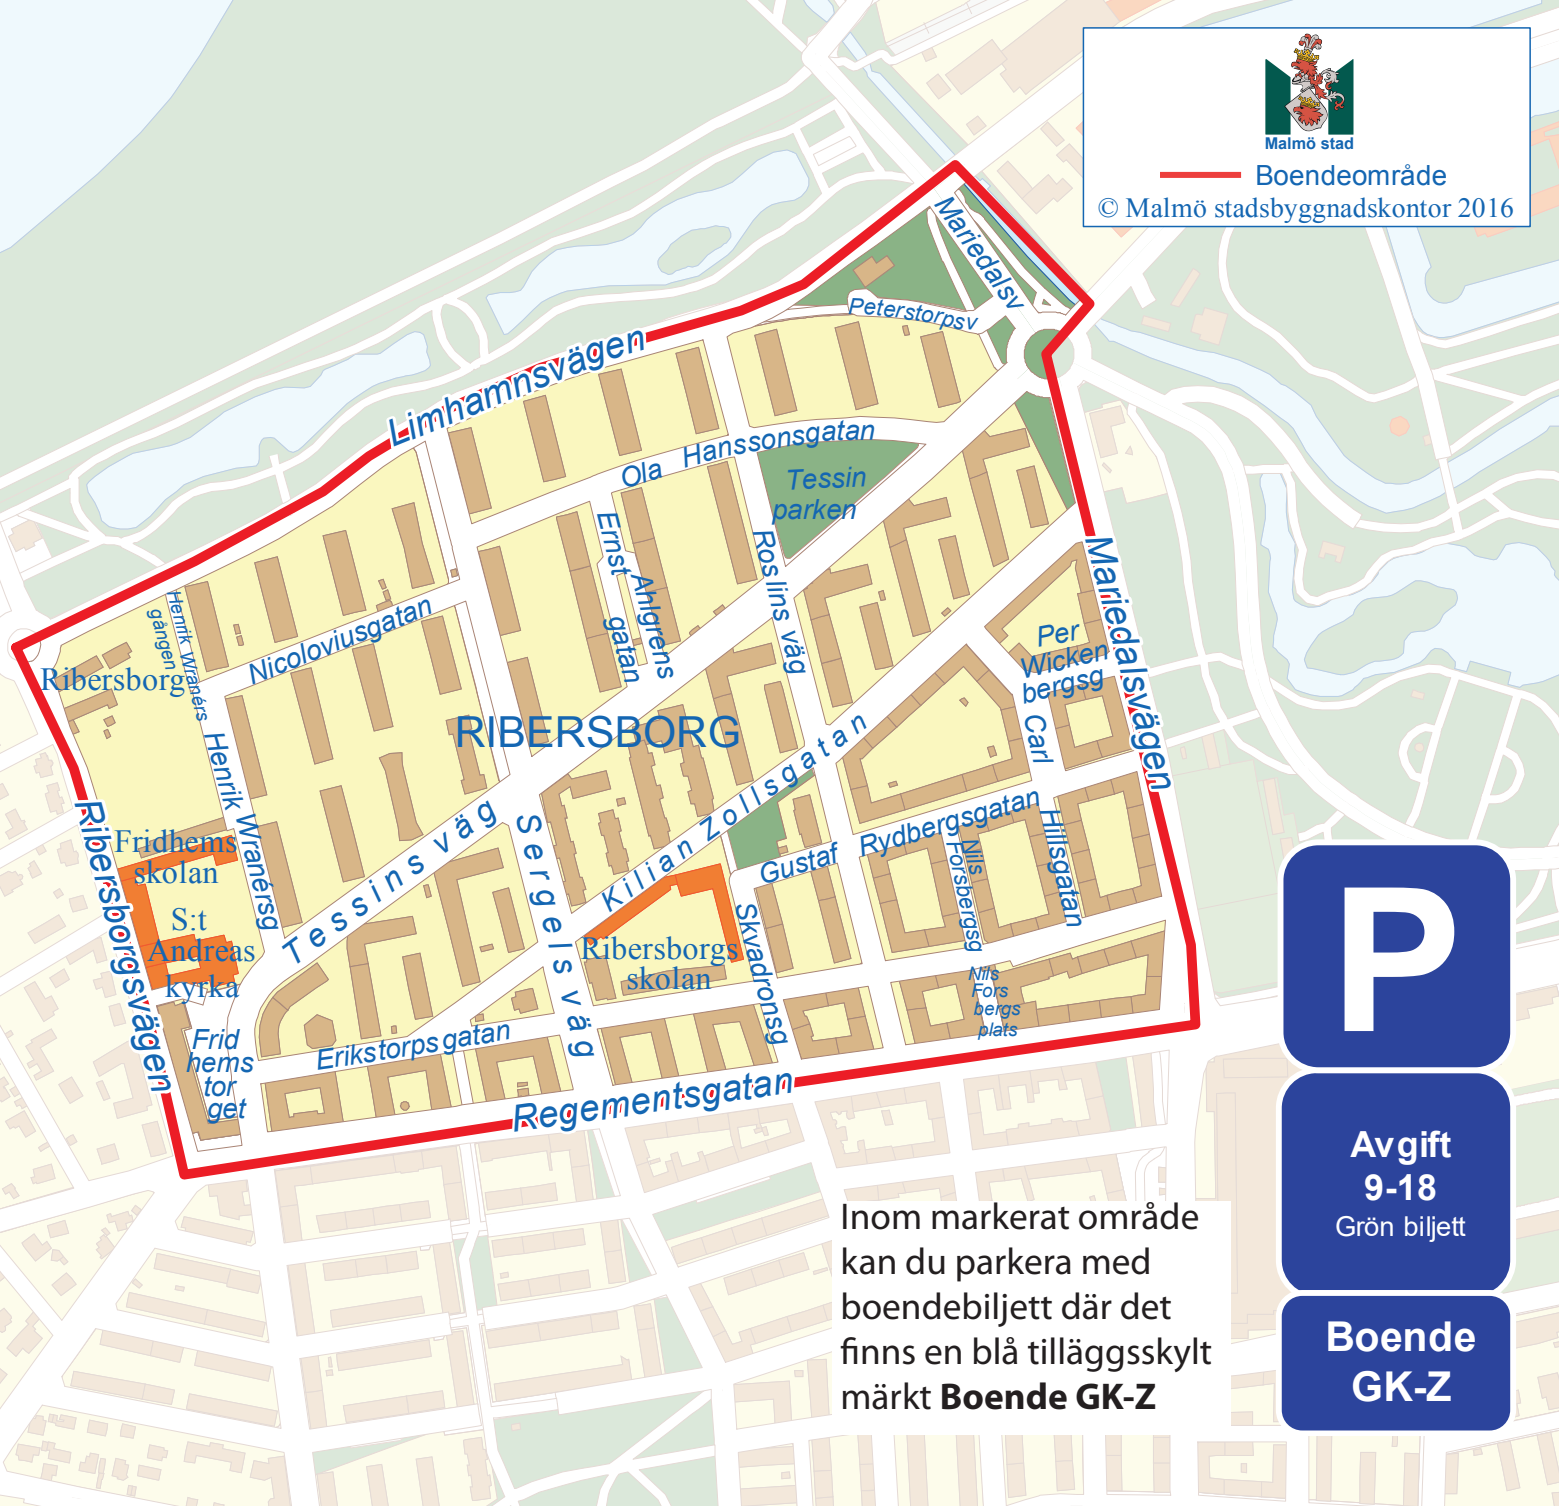 Malmö stad
Boendeområde
© Malmö stadsbyggnadskontor 2016
Mariedalsv
Peterstorpsv
Limhamnsvägen
Ola Hanssonsgatan
Tessin
parken
Ernst
Ahlgrens
gatan
Roslins väg
Mariedalsvägen
Henrik Wranérs
gången
Nicoloviusgatan
Ribersborg
Per
Wicken
bergsg
RIBERSBORG
Carl
Hillsgatan
Henrik Wranérsg
Kilian Zollsgatan
Tessins väg
Sergels väg
Gustaf Rydbergsgatan
Nils
Forsbergsg
Ribersborgsvägen
Fridhems
skolan
S:t
Andreas
kyrka
Ribersborgs
skolan
Skvadronsg
Nils
Fors
bergs
plats
Frid
hems
tor
get
Erikstorpsgatan
Regementsgatan
P
Avgift
9-18
Grön biljett
Boende
GK-Z
Inom markerat område
kan du parkera med
boendebiljett där det
finns en blå tilläggsskylt
märkt Boende GK-Z